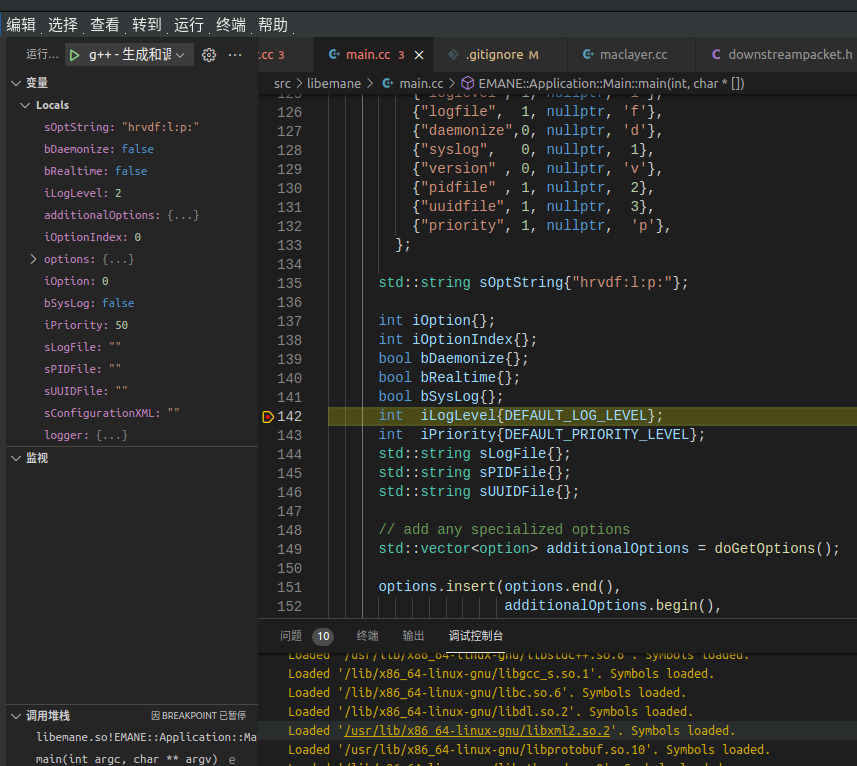 编辑 选择 查看 转到 运行 终端 帮助
运行... g++ - 生成和调 ...
.cc 3 main.cc 3 .gitignore M maclayer.cc downstreampacket.h
src > libemane > main.cc > EMANE::Application::Main::main(int, char * [])
变量
Locals
sOptString: "hrvdf:l:p:"
bDaemonize: false
bRealtime: false
iLogLevel: 2
additionalOptions: {...}
iOptionIndex: 0
options: {...}
iOption: 0
bSysLog: false
iPriority: 50
sLogFile: ""
sPIDFile: ""
sUUIDFile: ""
sConfigurationXML: ""
logger: {...}
监视
调用堆栈 因 BREAKPOINT 已暂停
libemane.so!EMANE::Application::Ma
main(int argc, char ** argv) e
125 {"loglevel", 1, nullptr, 'l'},
126 {"logfile", 1, nullptr, 'f'},
127 {"daemonize",0, nullptr, 'd'},
128 {"syslog", 0, nullptr, 1},
129 {"version" , 0, nullptr, 'v'},
130 {"pidfile" , 1, nullptr, 2},
131 {"uuidfile", 1, nullptr, 3},
132 {"priority", 1, nullptr, 'p'},
133 };
134
135 std::string sOptString{"hrvdf:l:p:"};
136
137 int iOption{};
138 int iOptionIndex{};
139 bool bDaemonize{};
140 bool bRealtime{};
141 bool bSysLog{};
142 int iLogLevel{DEFAULT_LOG_LEVEL};
143 int iPriority{DEFAULT_PRIORITY_LEVEL};
144 std::string sLogFile{};
145 std::string sPIDFile{};
146 std::string sUUIDFile{};
147
148 // add any specialized options
149 std::vector<option> additionalOptions = doGetOptions();
150
151 options.insert(options.end(),
152 additionalOptions.begin(),
问题 10 终端 输出 调试控制台
Loaded '/usr/lib/x86_64-linux-gnu/libstdc++.so.6'. Symbols loaded.
Loaded '/lib/x86_64-linux-gnu/libgcc_s.so.1'. Symbols loaded.
Loaded '/lib/x86_64-linux-gnu/libc.so.6'. Symbols loaded.
Loaded '/lib/x86_64-linux-gnu/libdl.so.2'. Symbols loaded.
Loaded '/usr/lib/x86_64-linux-gnu/libxml2.so.2'. Symbols loaded.
Loaded '/usr/lib/x86_64-linux-gnu/libprotobuf.so.10'. Symbols loaded.